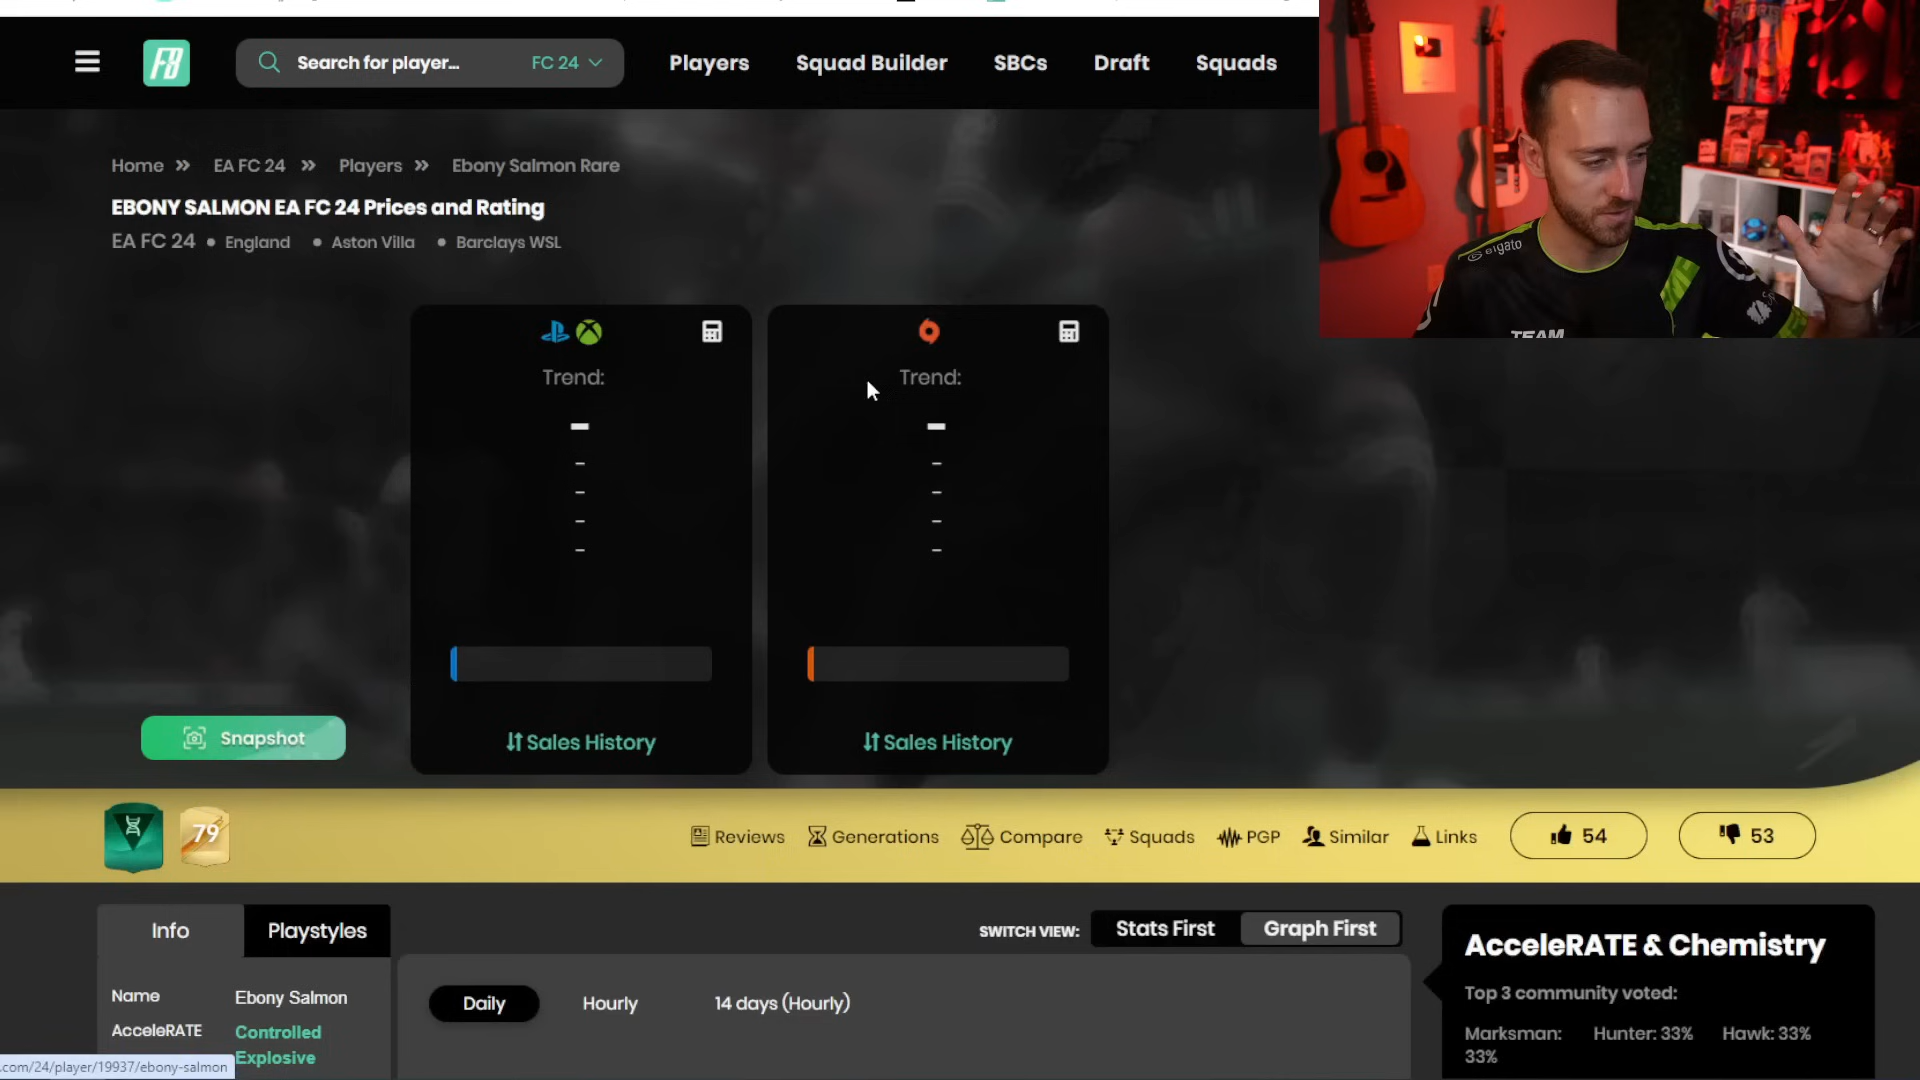 Search for player... FC 24
Players Squad Builder SBCs Draft Squads
Home » EA FC 24 » Players » Ebony Salmon Rare
EBONY SALMON EA FC 24 Prices and Rating
EA FC 24 • England • Aston Villa • Barclays WSL
Trend: Trend:
Sales History Sales History
Snapshot
79
Reviews Generations Compare Squads PGP Similar Links 54 53
Info Playstyles
SWITCH VIEW: Stats First Graph First
Name Ebony Salmon
AcceleRATE Controlled
Explosive
Daily Hourly 14 days (Hourly)
AcceleRATE & Chemistry
Top 3 community voted:
Marksman: Hunter: 33% Hawk: 33%
33%
.com/24/player/19937/ebony-salmon
elgato
TEAM